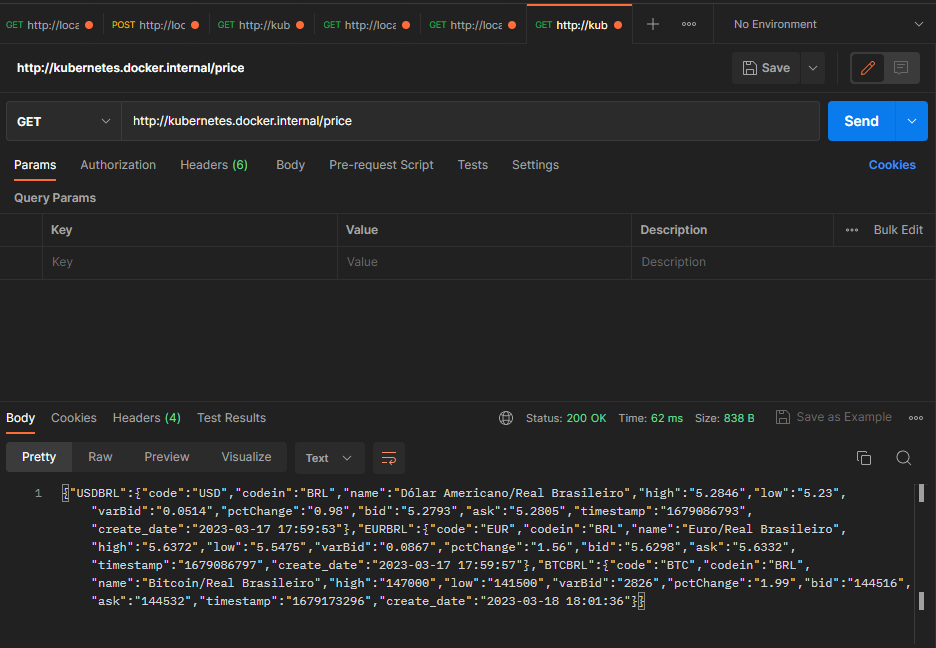 GET http://loca POST http://loc GET http://kub GET http://loca GET http://loca GET http://kub No Environment
http://kubernetes.docker.internal/price Save
GET http://kubernetes.docker.internal/price Send
Params Authorization Headers (6) Body Pre-request Script Tests Settings Cookies
Query Params
Key Value Description Bulk Edit
Key Value Description
Body Cookies Headers (4) Test Results Status: 200 OK Time: 62 ms Size: 838 B Save as Example
Pretty Raw Preview Visualize Text
1 {"USDBRL":{"code":"USD","codein":"BRL","name":"Dólar Americano/Real Brasileiro","high":"5.2846","low":"5.23",
"varBid":"0.0514","pctChange":"0.98","bid":"5.2793","ask":"5.2805","timestamp":"1679086793",
"create_date":"2023-03-17 17:59:53"},"EURBRL":{"code":"EUR","codein":"BRL","name":"Euro/Real Brasileiro",
"high":"5.6372","low":"5.5475","varBid":"0.0867","pctChange":"1.56","bid":"5.6298","ask":"5.6332",
"timestamp":"1679086797","create_date":"2023-03-17 17:59:57"},"BTCBRL":{"code":"BTC","codein":"BRL",
"name":"Bitcoin/Real Brasileiro","high":"147000","low":"141500","varBid":"2826","pctChange":"1.99","bid":"144516",
"ask":"144532","timestamp":"1679173296","create_date":"2023-03-18 18:01:36"}}